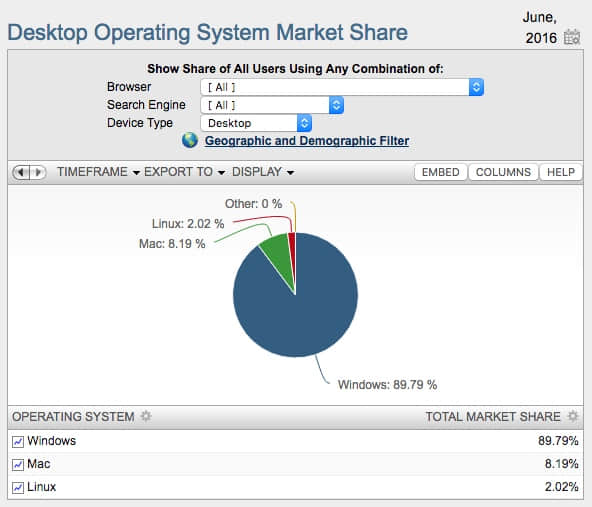 Desktop Operating System Market Share
June,
2016
Show Share of All Users Using Any Combination of:
Browser [ All ]
Search Engine [ All ]
Device Type Desktop
Geographic and Demographic Filter
TIMEFRAME EXPORT TO DISPLAY EMBED COLUMNS HELP
Other: 0 %
Linux: 2.02 %
Mac: 8.19 %
Windows: 89.79 %
OPERATING SYSTEM TOTAL MARKET SHARE
Windows 89.79%
Mac 8.19%
Linux 2.02%